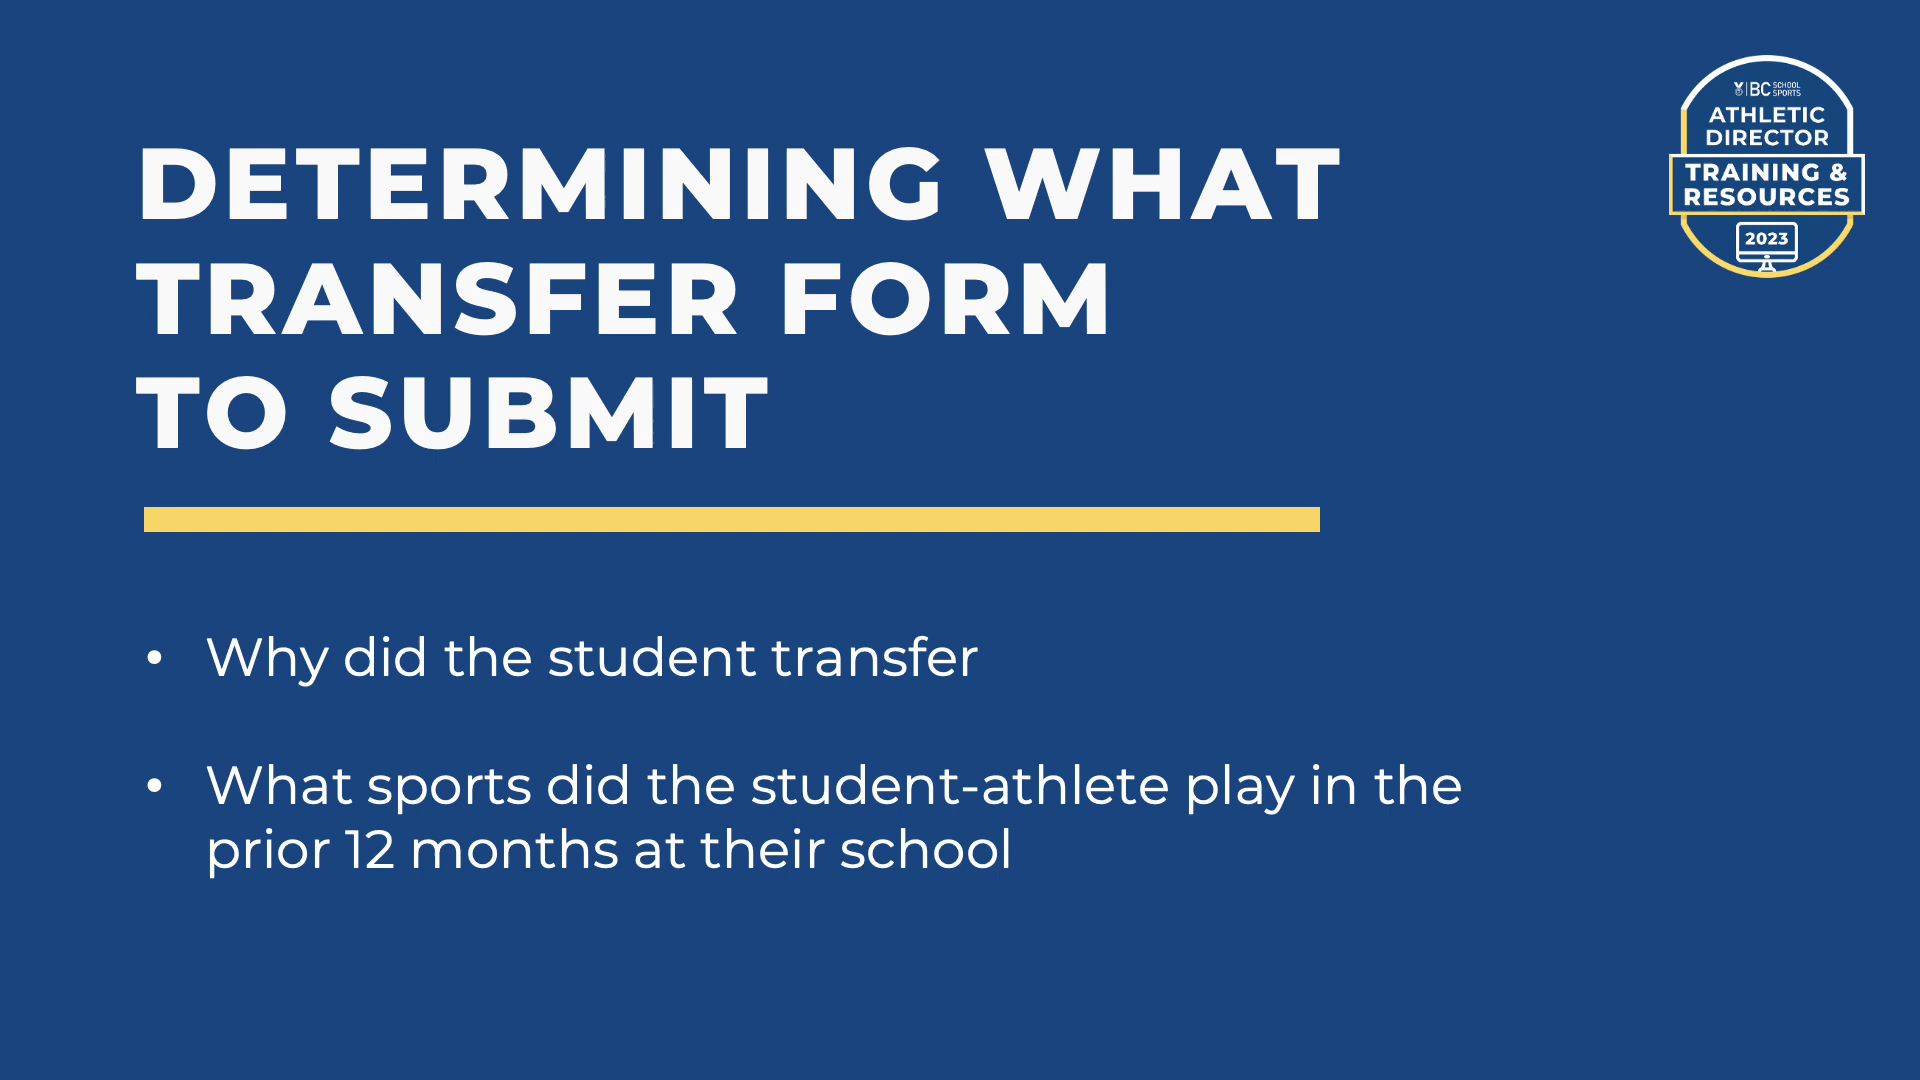 BC SCHOOL SPORTS
ATHLETIC
DIRECTOR
TRAINING &
RESOURCES
2023
DETERMINING WHAT
TRANSFER FORM
TO SUBMIT
• Why did the student transfer
• What sports did the student-athlete play in the
prior 12 months at their school